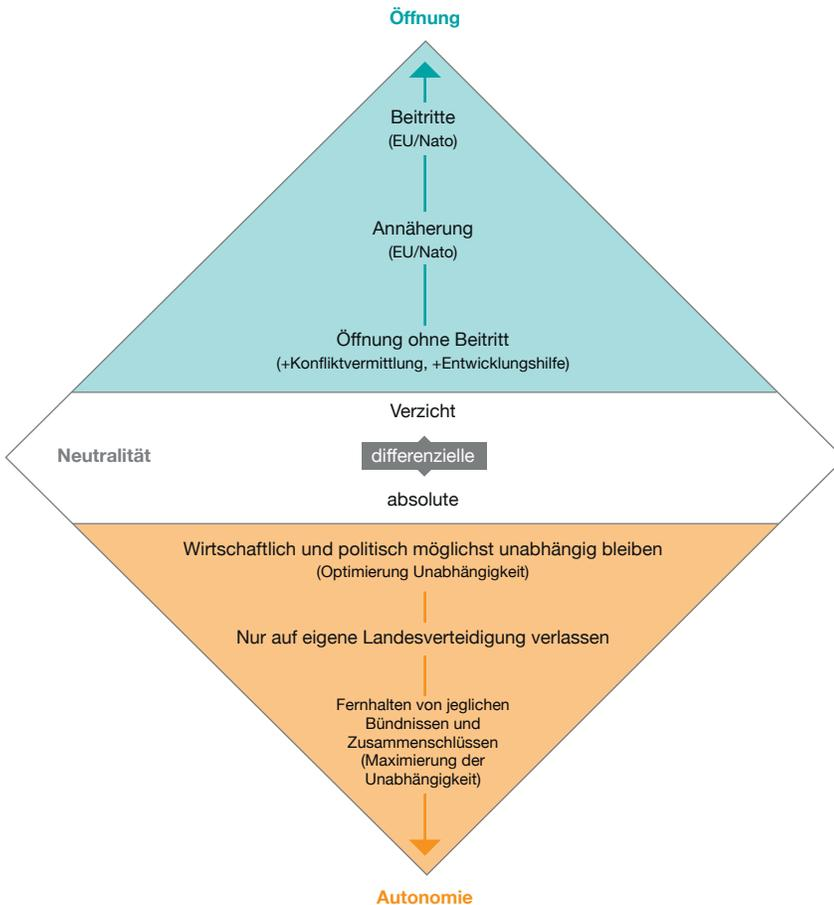 Öffnung
Beitritte
(EU/Nato)
Annäherung
(EU/Nato)
Öffnung ohne Beitritt
(+Konfliktvermittlung, +Entwicklungshilfe)
Verzicht
Neutralität
differenzielle
absolute
Wirtschaftlich und politisch möglichst unabhängig bleiben
(Optimierung Unabhängigkeit)
Nur auf eigene Landesverteidigung verlassen
Fernhalten von jeglichen
Bündnissen und
Zusammenschlüssen
(Maximierung der
Unabhängigkeit)
Autonomie